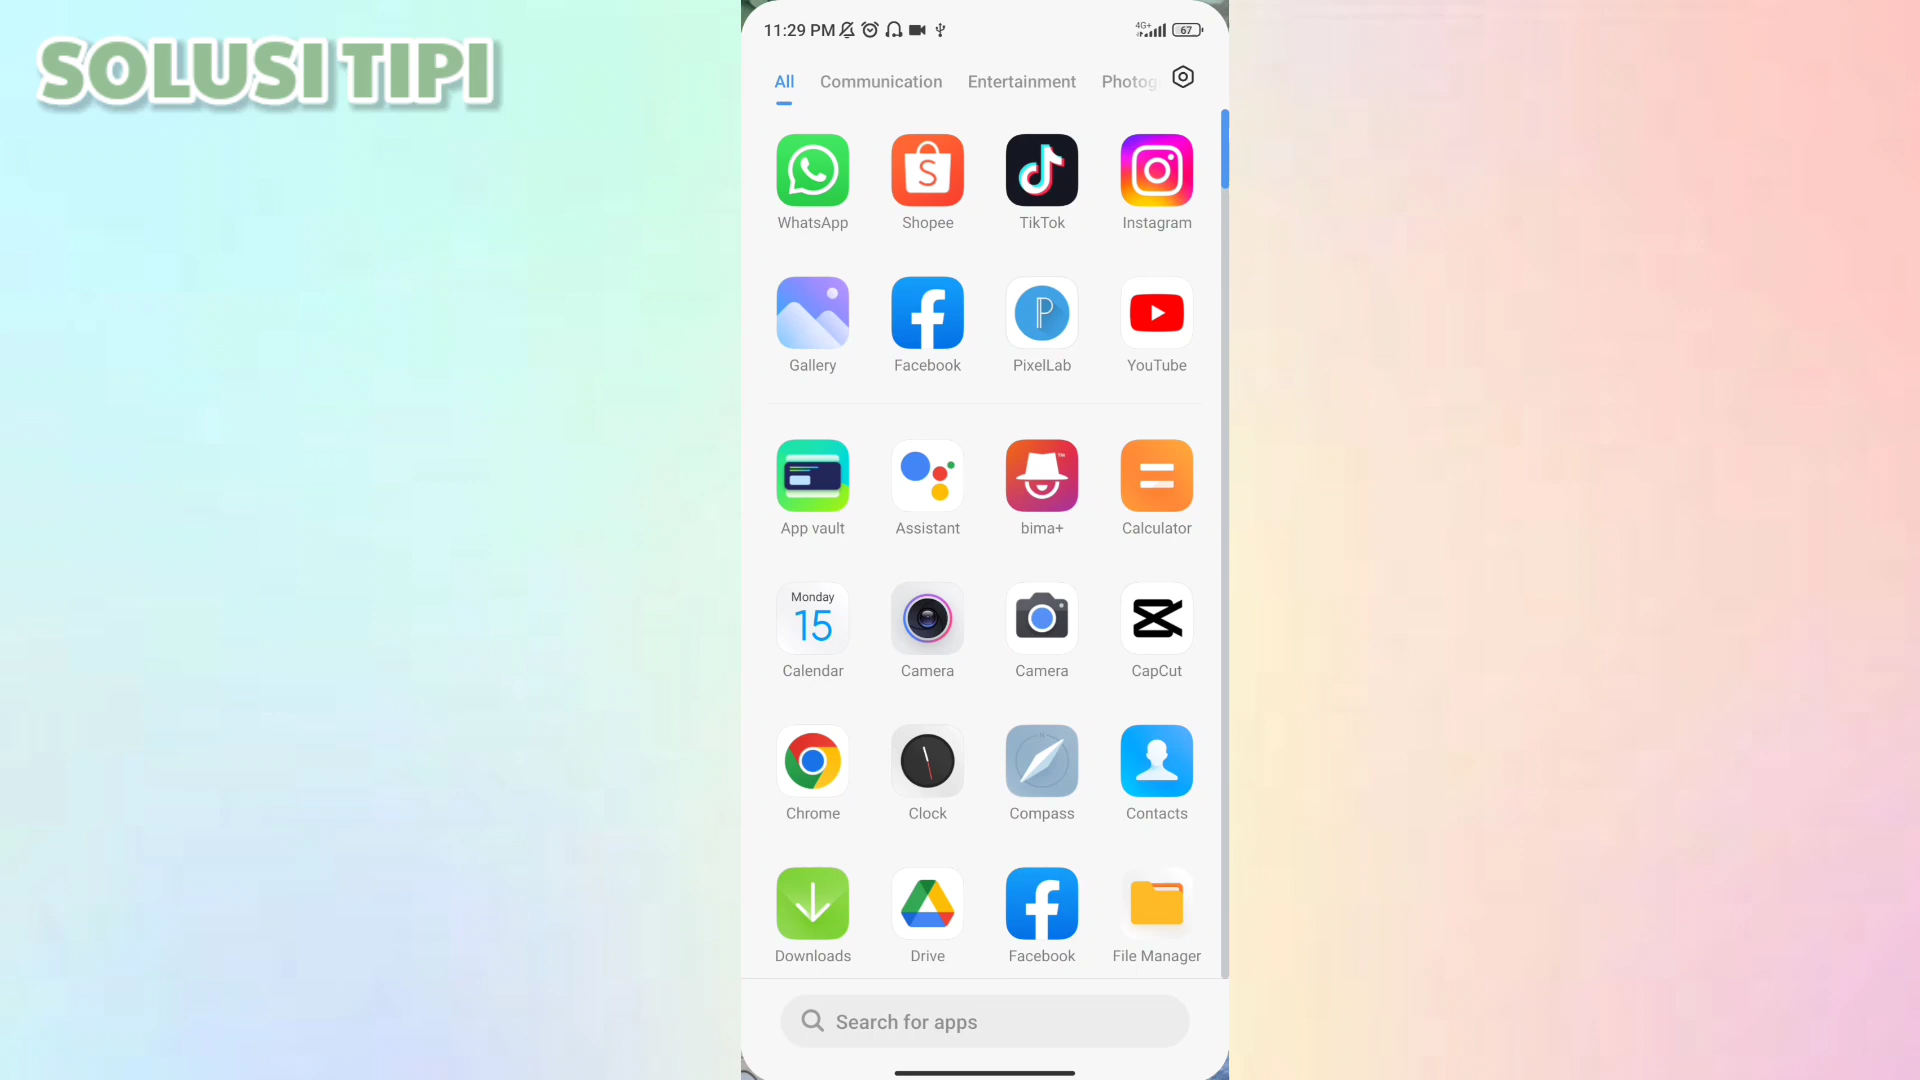 SOLUSI TIPI
11:29 PM 4G+ 67
All Communication Entertainment Photog
WhatsApp Shopee TikTok Instagram
Gallery Facebook PixelLab YouTube
App vault Assistant bima+ Calculator
Monday
15
Calendar Camera Camera CapCut
Chrome Clock Compass Contacts
Downloads Drive Facebook File Manager
Search for apps